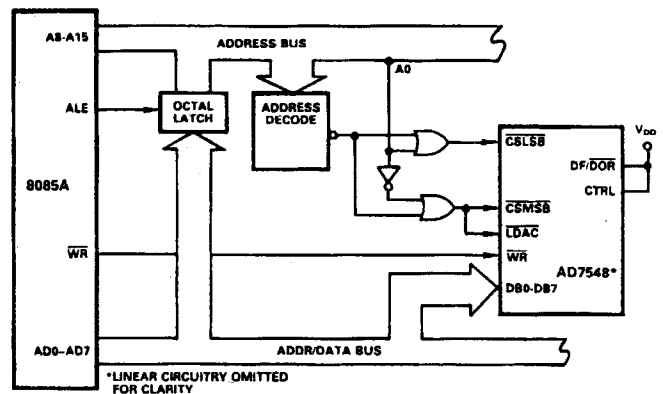 A8-A15
ADDRESS BUS
A0
ALE
OCTAL
LATCH
ADDRESS
DECODE
CSLSB
VDD
DF/DOR
CTRL
8085A
CSMSB
LDAC
WR
WR
AD7548*
DB0-DB7
AD0–AD7
ADDR/DATA BUS
*LINEAR CIRCUITRY OMITTED
FOR CLARITY